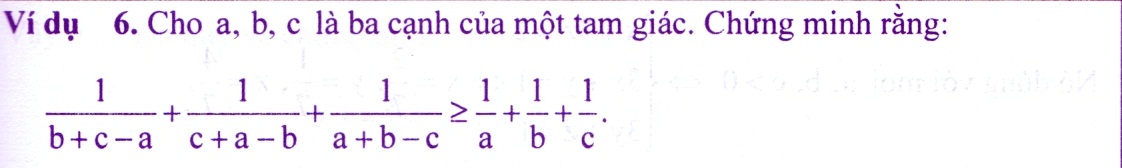 Ví dụ 6. Cho a, b, c là ba cạnh của một tam giác. Chứng minh rằng:
1/(b + c − a) + 1/(c + a − b) + 1/(a + b − c) ≥ 1/a + 1/b + 1/c.